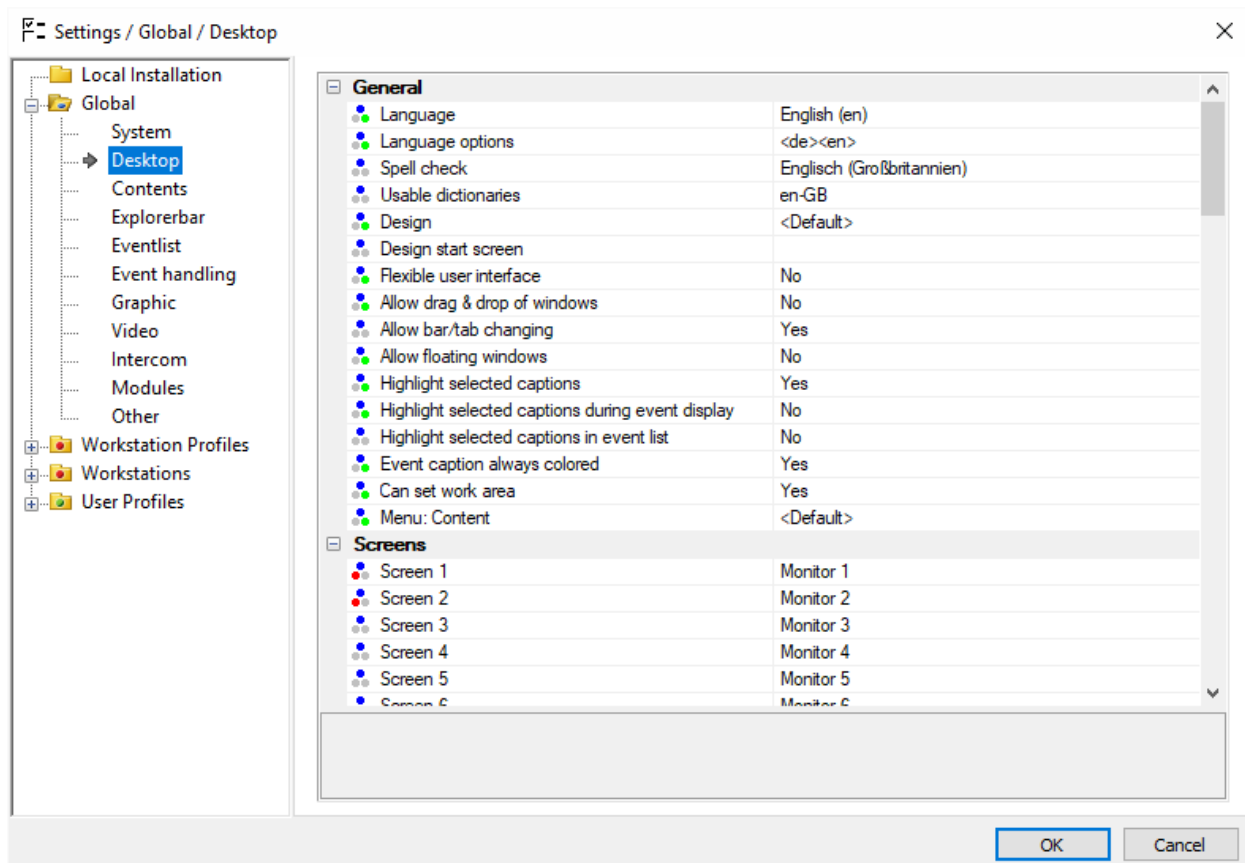 Settings / Global / Desktop
Local Installation
Global
System
Desktop
Contents
Explorerbar
Eventlist
Event handling
Graphic
Video
Intercom
Modules
Other
Workstation Profiles
Workstations
User Profiles
General
Language English (en)
Language options <de><en>
Spell check Englisch (Großbritannien)
Usable dictionaries en-GB
Design <Default>
Design start screen
Flexible user interface No
Allow drag & drop of windows No
Allow bar/tab changing Yes
Allow floating windows No
Highlight selected captions Yes
Highlight selected captions during event display No
Highlight selected captions in event list No
Event caption always colored Yes
Can set work area Yes
Menu: Content <Default>
Screens
Screen 1 Monitor 1
Screen 2 Monitor 2
Screen 3 Monitor 3
Screen 4 Monitor 4
Screen 5 Monitor 5
Screen 6 Monitor 6
OK Cancel